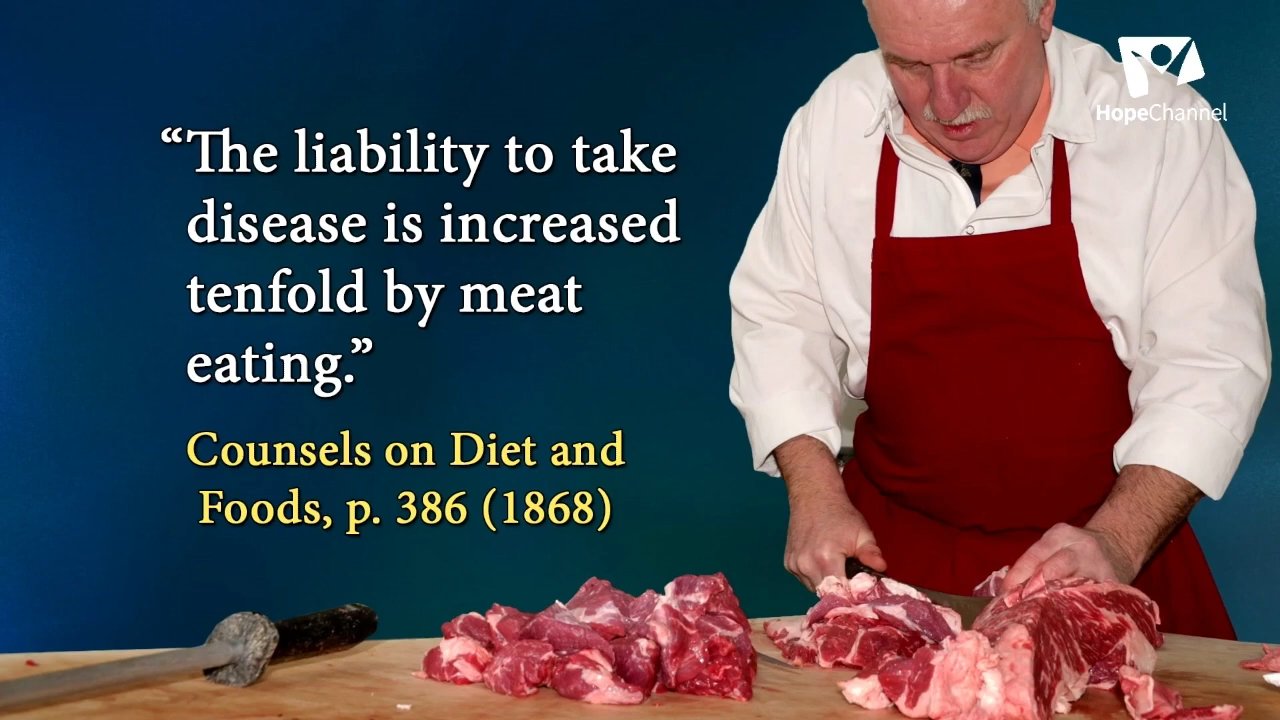 “The liability to take
disease is increased
tenfold by meat
eating.”
Counsels on Diet and
Foods, p. 386 (1868)
HopeChannel